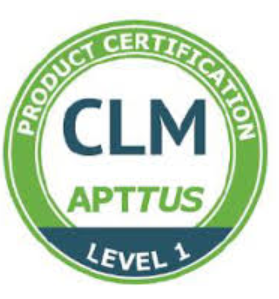 PRODUCT CERTIFICATION
CLM
APTTUS
LEVEL 1